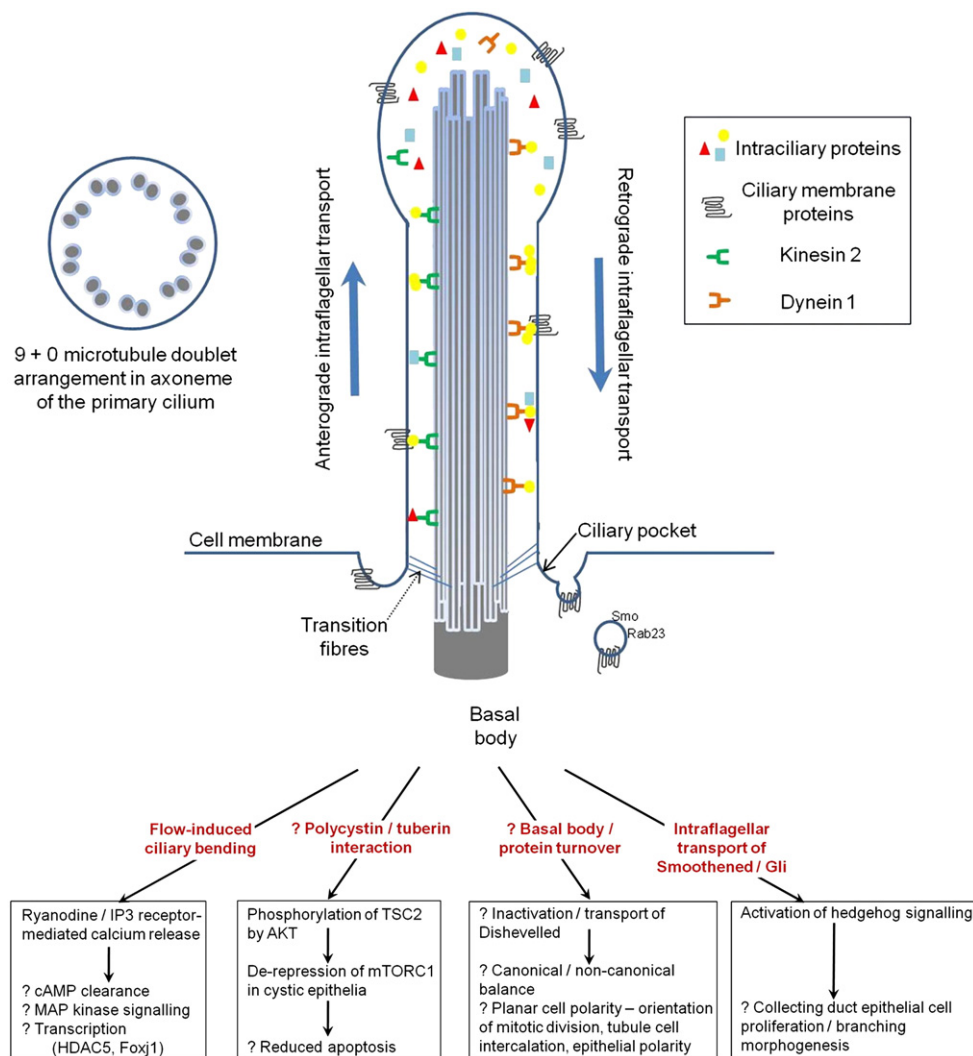 Intraciliary proteins
Ciliary membrane
proteins
Kinesin 2
Dynein 1
9 + 0 microtubule doublet
arrangement in axoneme
of the primary cilium
Anterograde intraflagellar transport
Retrograde intraflagellar transport
Cell membrane
Ciliary pocket
Transition
fibres
Smo
Rab23
Basal
body
Flow-induced
ciliary bending
? Polycystin / tuberin
interaction
? Basal body /
protein turnover
Intraflagellar
transport of
Smoothened / Gli
Ryanodine / IP3 receptor-
mediated calcium release
? cAMP clearance
? MAP kinase signalling
? Transcription
(HDAC5, Foxj1)
Phosphorylation of TSC2
by AKT
De-repression of mTORC1
in cystic epithelia
? Reduced apoptosis
? Inactivation / transport of
Dishevelled
? Canonical / non-canonical
balance
? Planar cell polarity – orientation
of mitotic division, tubule cell
intercalation, epithelial polarity
Activation of hedgehog signalling
? Collecting duct epithelial cell
proliferation / branching
morphogenesis